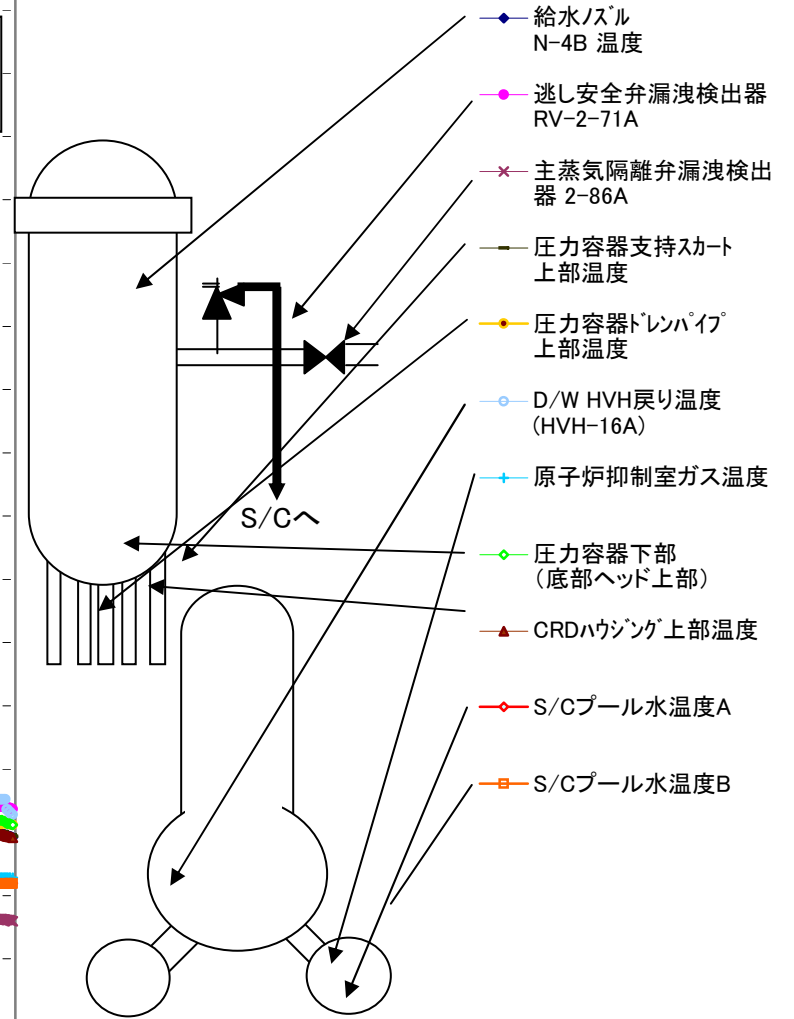 給水ﾉｽﾞﾙ
N-4B 温度
逃し安全弁漏洩検出器
RV-2-71A
主蒸気隔離弁漏洩検出
器 2-86A
圧力容器支持ｽｶｰﾄ
上部温度
圧力容器ﾄﾞﾚﾝﾊﾟｲﾌﾟ
上部温度
D/W HVH戻り温度
(HVH-16A)
原子炉抑制室ガス温度
S/Cへ
圧力容器下部
（底部ヘッド上部）
CRDﾊｳｼﾞﾝｸﾞ上部温度
S/Cプール水温度A
S/Cプール水温度B